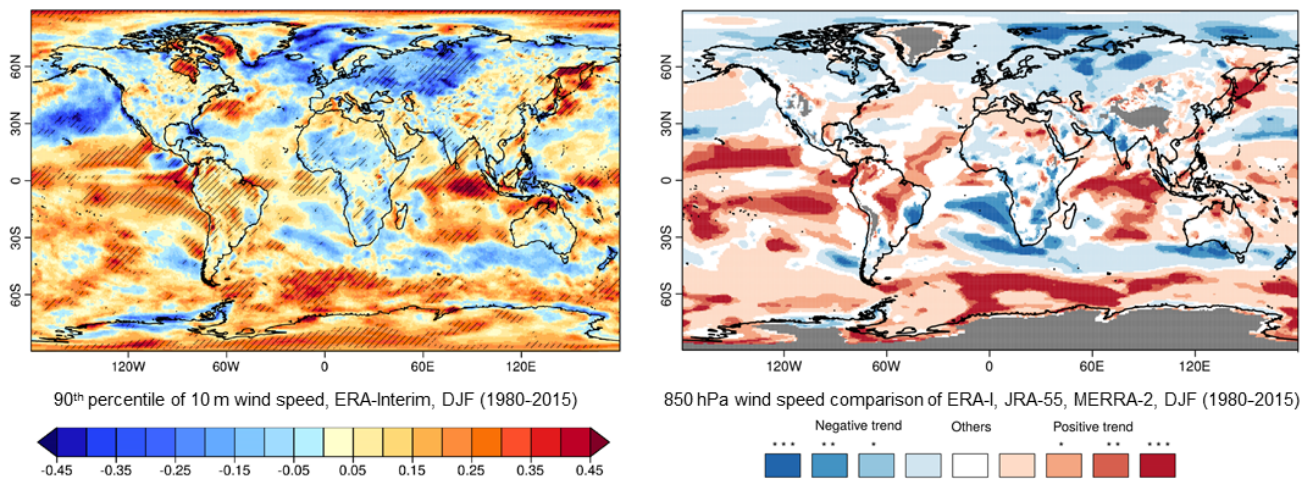 60N
30N
0
30S
60S
120W
60W
0
60E
120E
90th percentile of 10 m wind speed, ERA-Interim, DJF (1980-2015)
-0.45
-0.35
-0.25
-0.15
-0.05
0.05
0.15
0.25
0.35
0.45
60N
30N
0
30S
60S
120W
60W
0
60E
120E
850 hPa wind speed comparison of ERA-I, JRA-55, MERRA-2, DJF (1980-2015)
Negative trend Others Positive trend
*** ** * * ** ***